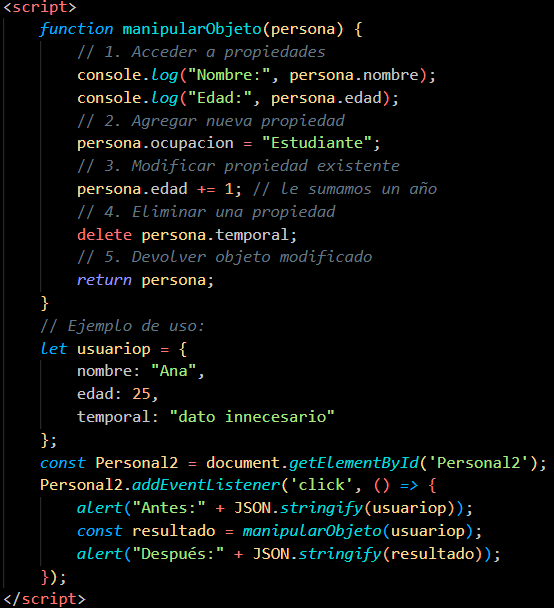 <script>
function manipularObjeto(persona) {
// 1. Acceder a propiedades
console.log("Nombre:", persona.nombre);
console.log("Edad:", persona.edad);
// 2. Agregar nueva propiedad
persona.ocupacion = "Estudiante";
// 3. Modificar propiedad existente
persona.edad += 1; // le sumamos un año
// 4. Eliminar una propiedad
delete persona.temporal;
// 5. Devolver objeto modificado
return persona;
}
// Ejemplo de uso:
let usuariop = {
nombre: "Ana",
edad: 25,
temporal: "dato innecesario"
};
const Personal2 = document.getElementById('Personal2');
Personal2.addEventListener('click', () => {
alert("Antes:" + JSON.stringify(usuariop));
const resultado = manipularObjeto(usuariop);
alert("Después:" + JSON.stringify(resultado));
});
</script>